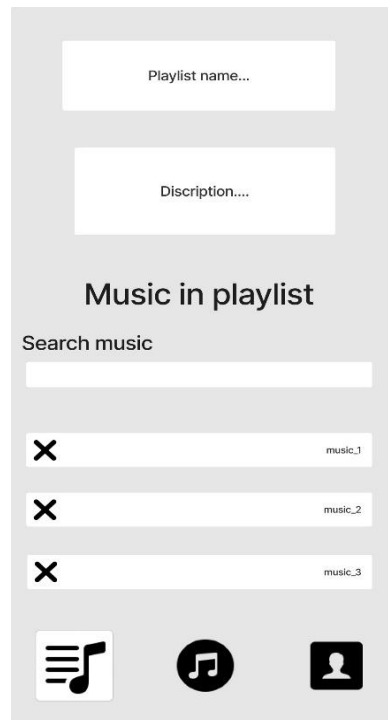 Playlist name...
Discription....
Music in playlist
Search music
music_1
music_2
music_3